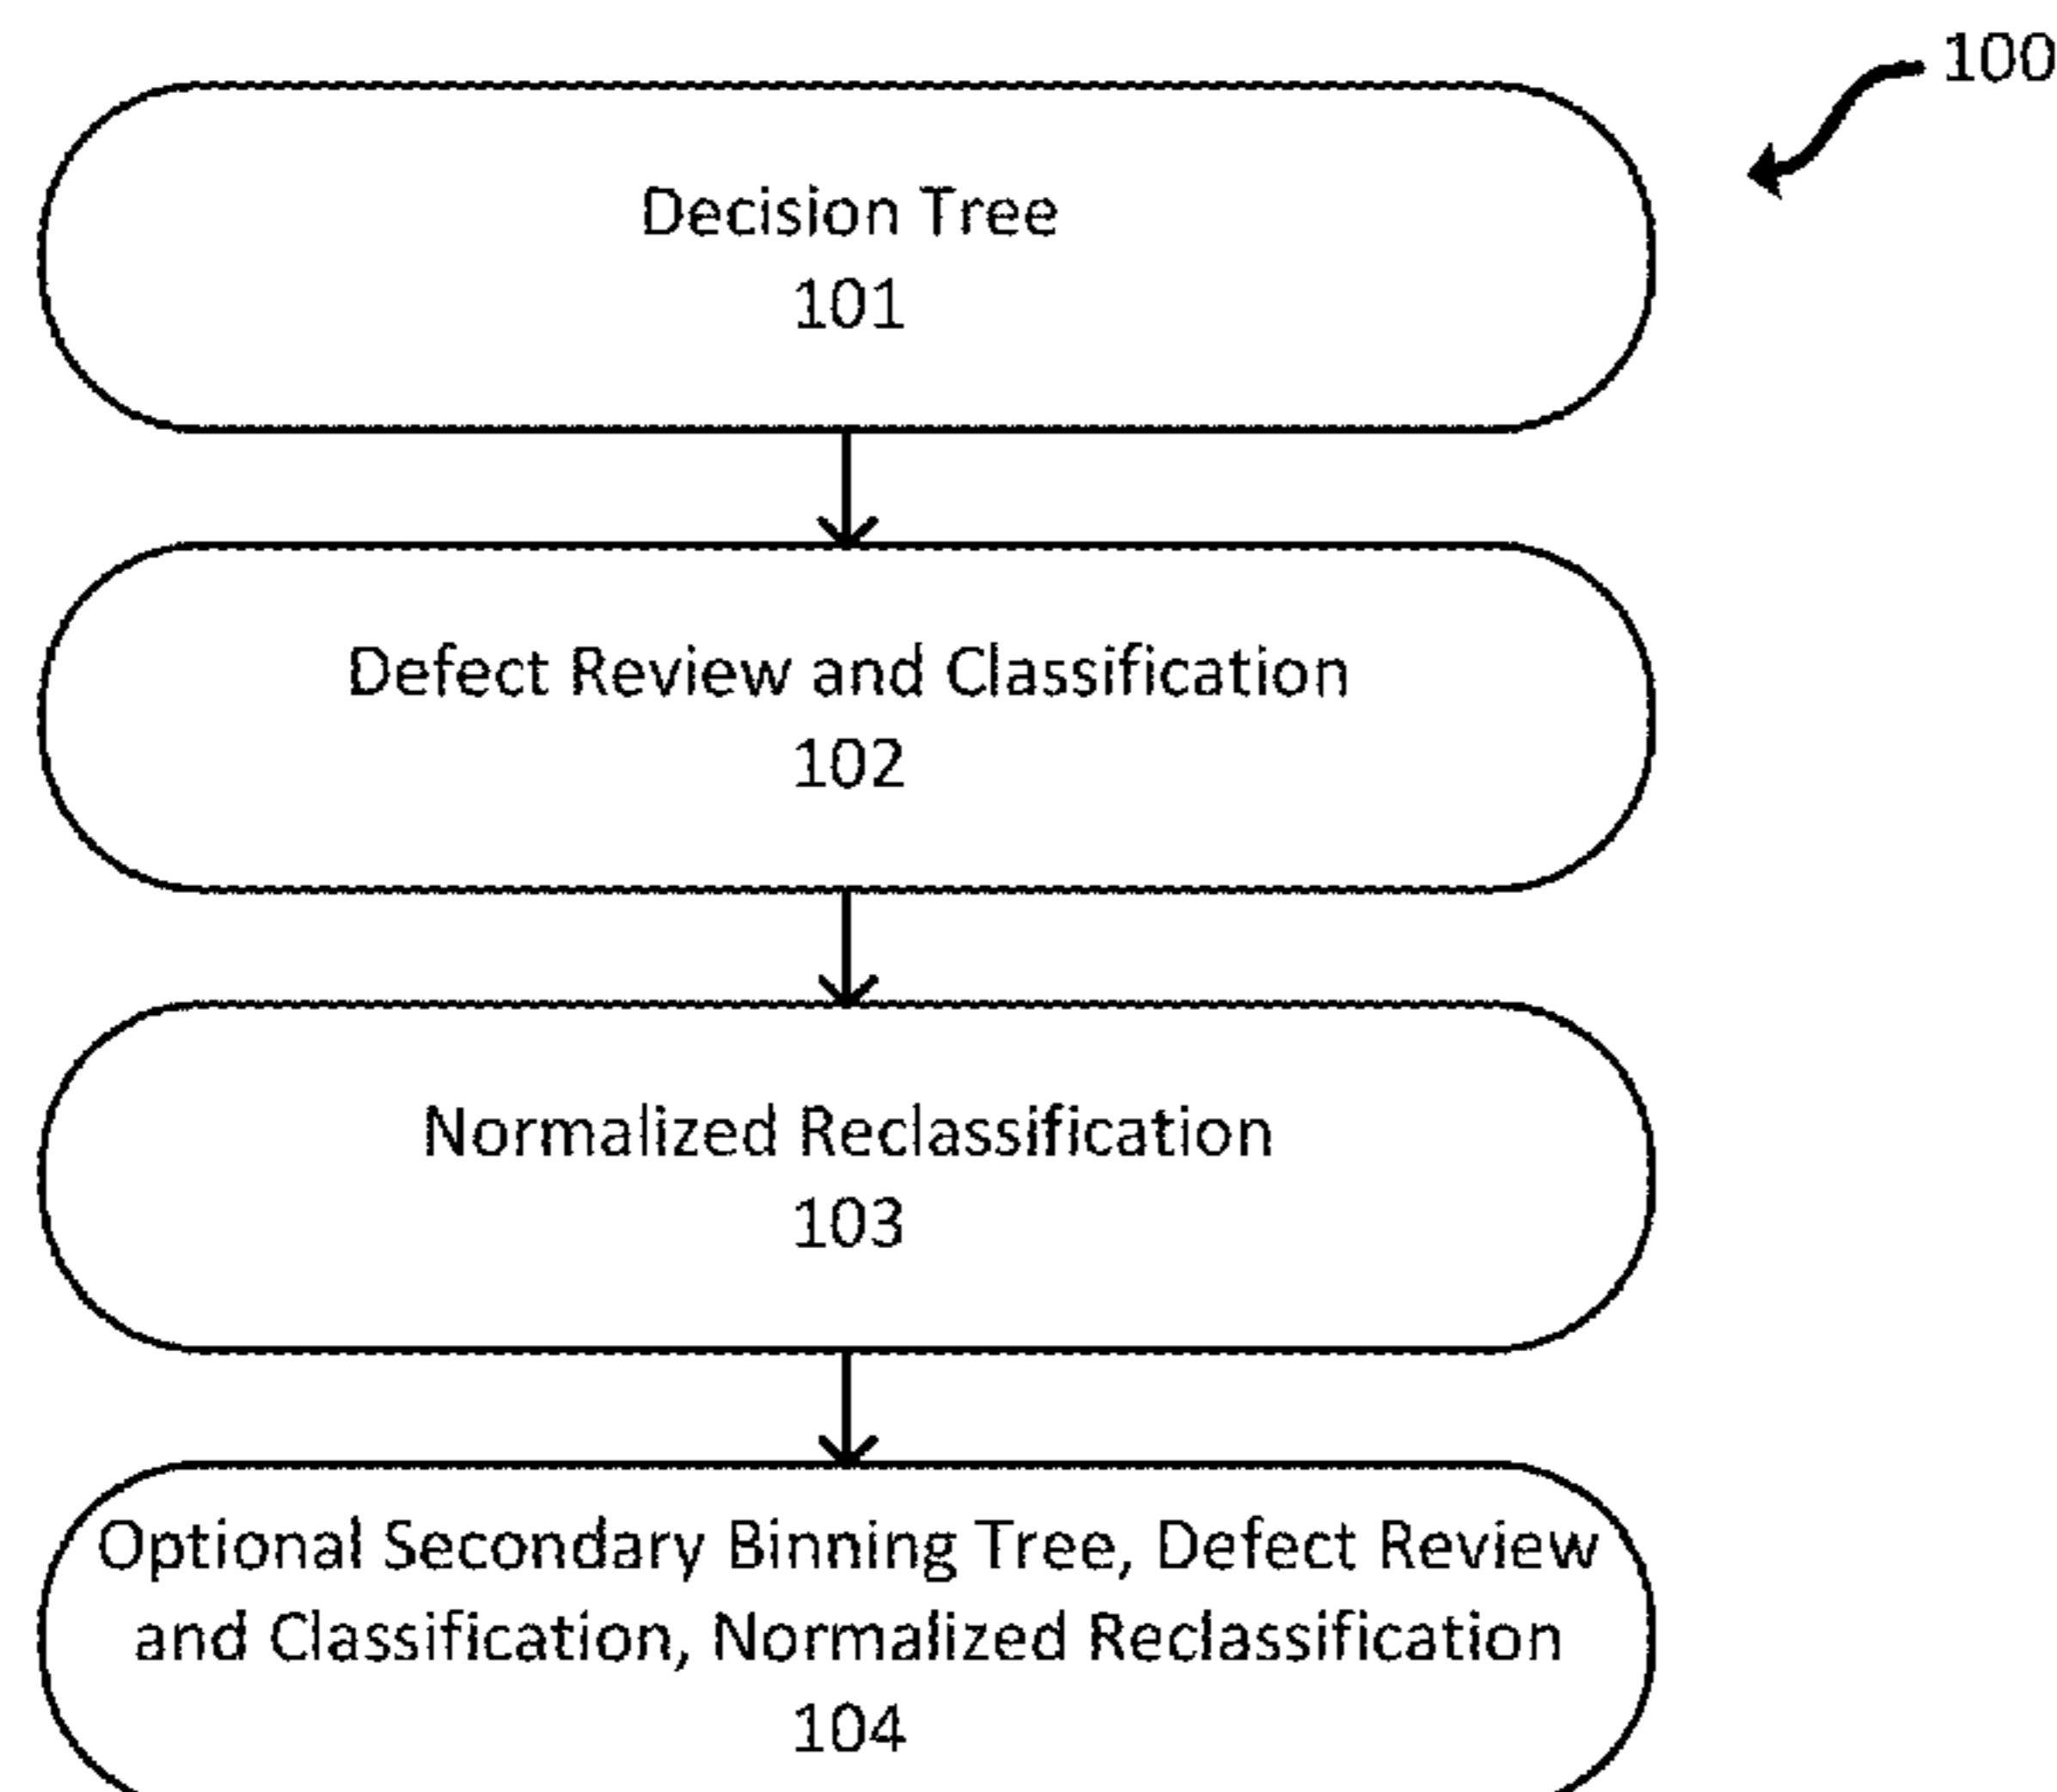 100
Decision Tree
101
Defect Review and Classification
102
Normalized Reclassification
103
Optional Secondary Binning Tree, Defect Review
and Classification, Normalized Reclassification
104